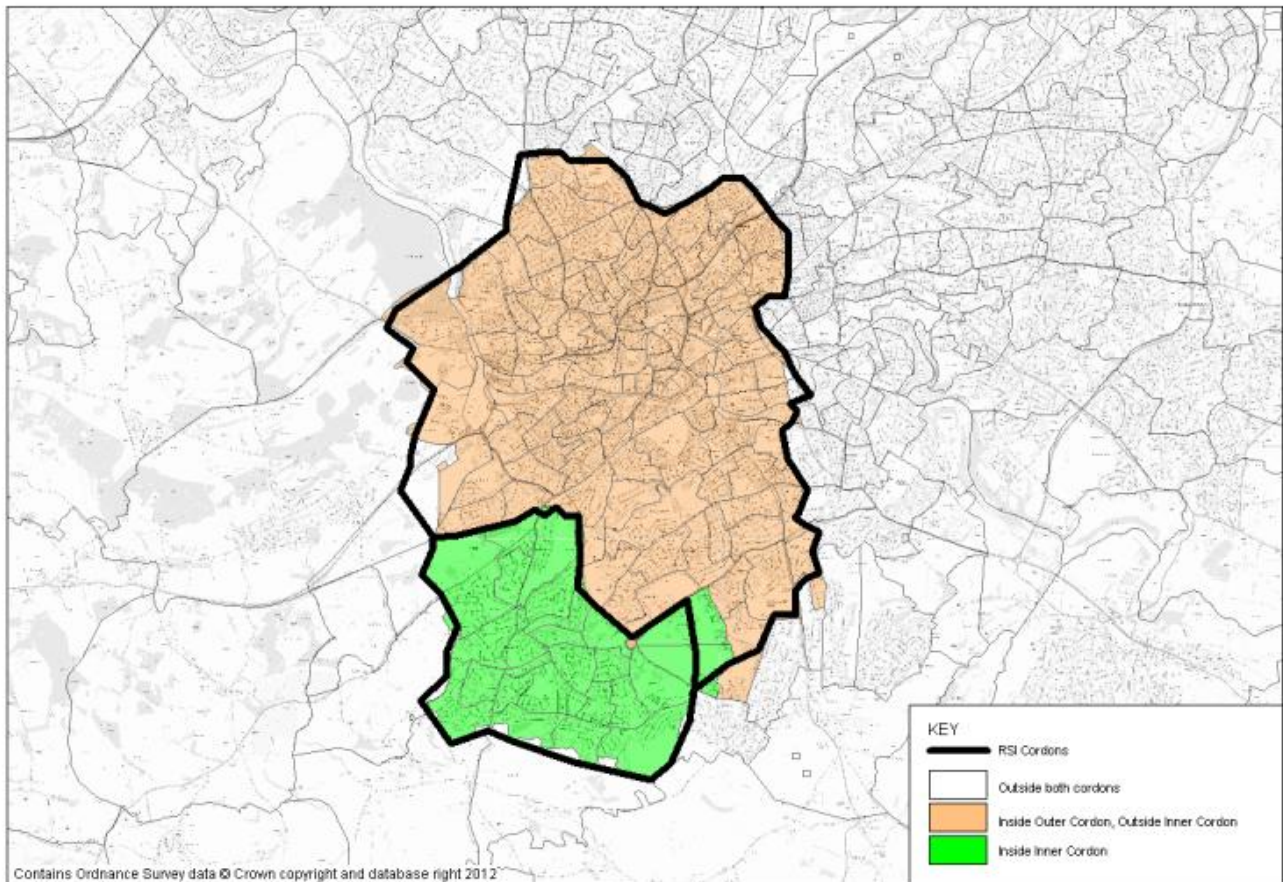 KEY
RSI Cordons
Outside both cordons
Inside Outer Cordon, Outside Inner Cordon
Inside Inner Cordon
Contains Ordnance Survey data © Crown copyright and database right 2012